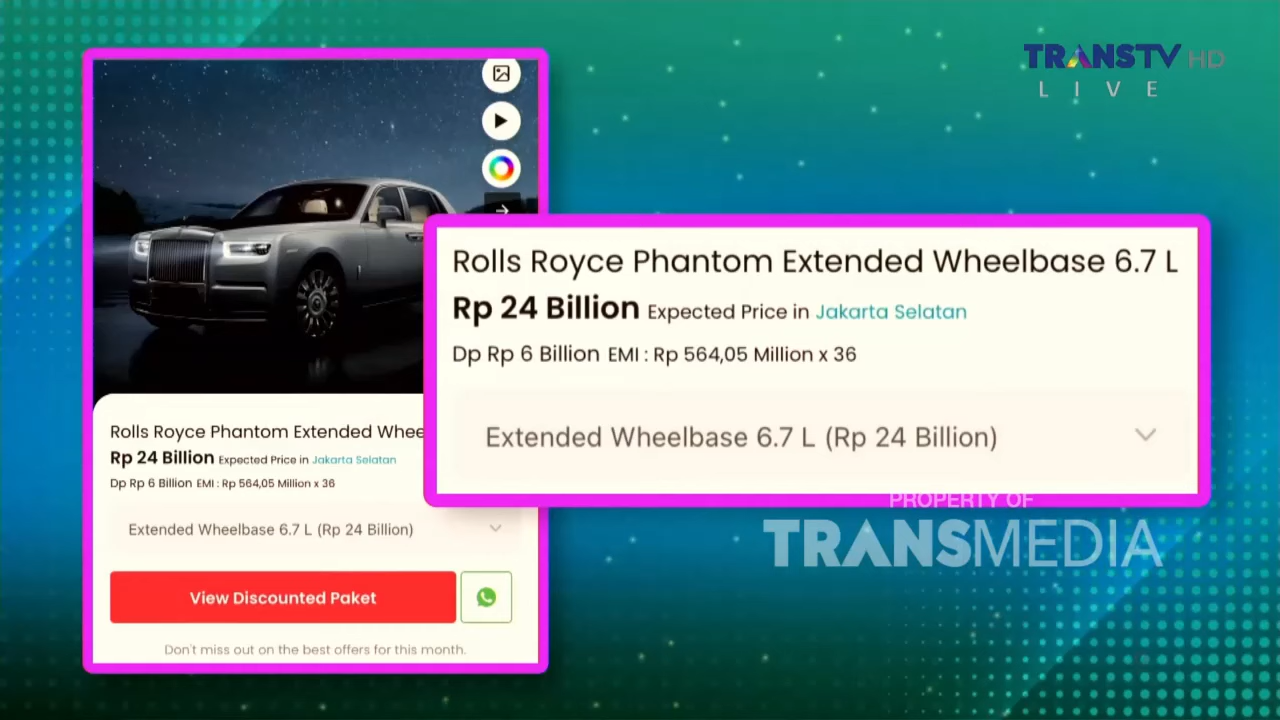 TRANSTV HD
LIVE
Rolls Royce Phantom Extended Wheelbase 6.7 L
Rp 24 Billion Expected Price in Jakarta Selatan
Dp Rp 6 Billion EMI : Rp 564,05 Million x 36
Extended Wheelbase 6.7 L (Rp 24 Billion)
Rolls Royce Phantom Extended Whee
Rp 24 Billion Expected Price in Jakarta Selatan
Dp Rp 6 Billion EMI : Rp 564,05 Million x 36
Extended Wheelbase 6.7 L (Rp 24 Billion)
View Discounted Paket
Don't miss out on the best offers for this month.
PROPERTY OF
TRANSMEDIA